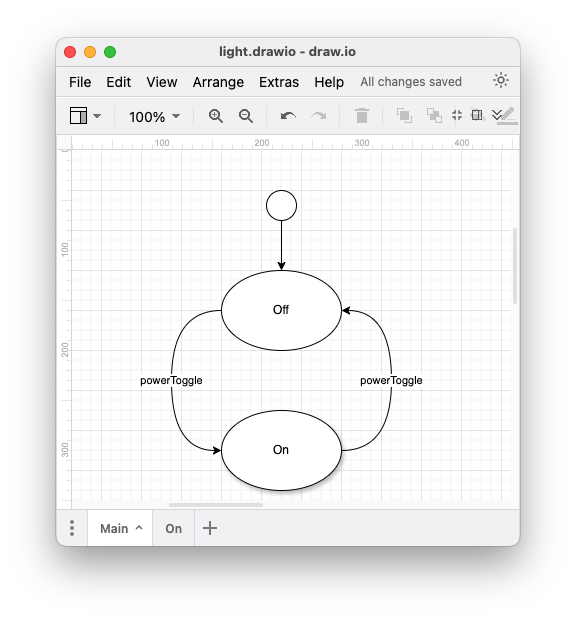 light.drawio - draw.io
File Edit View Arrange Extras Help All changes saved
100%
100 200 300 400
0
100
200
300
Off
powerToggle powerToggle
On
Main On